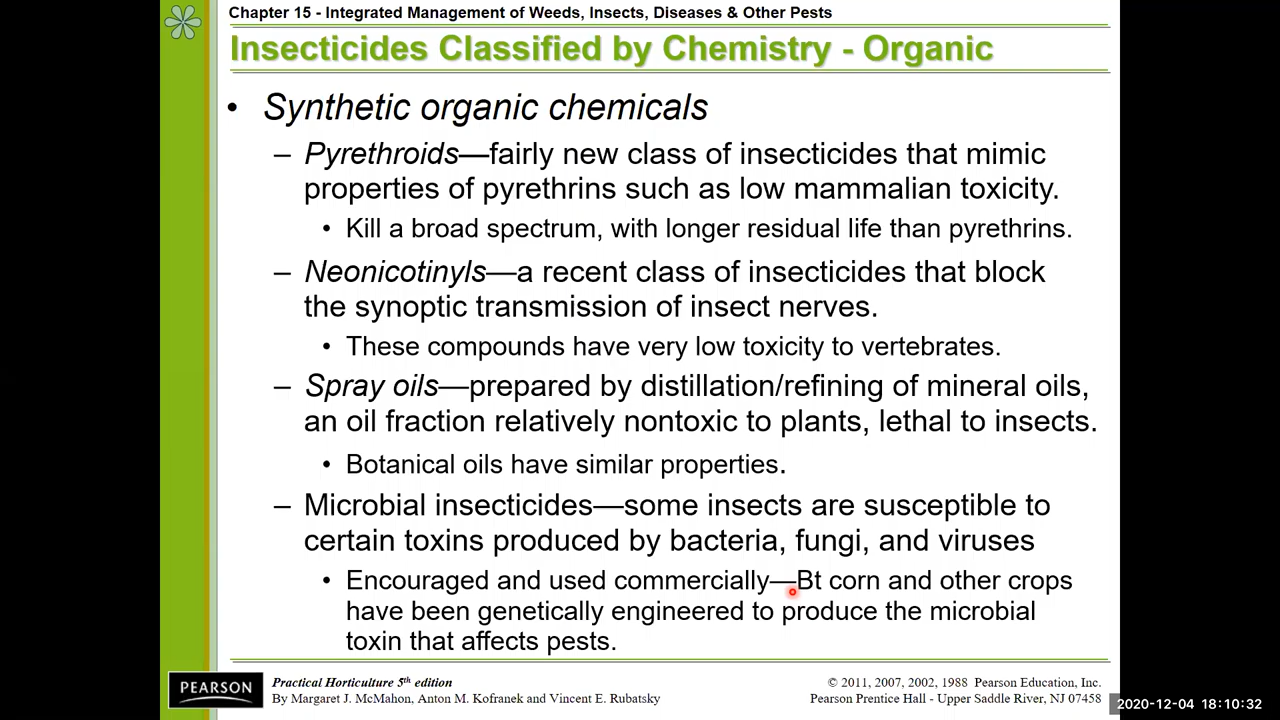 Chapter 15 - Integrated Management of Weeds, Insects, Diseases & Other Pests
Insecticides Classified by Chemistry - Organic
• Synthetic organic chemicals
– Pyrethroids—fairly new class of insecticides that mimic
properties of pyrethrins such as low mammalian toxicity.
• Kill a broad spectrum, with longer residual life than pyrethrins.
– Neonicotinyls—a recent class of insecticides that block
the synoptic transmission of insect nerves.
• These compounds have very low toxicity to vertebrates.
– Spray oils—prepared by distillation/refining of mineral oils,
an oil fraction relatively nontoxic to plants, lethal to insects.
• Botanical oils have similar properties.
– Microbial insecticides—some insects are susceptible to
certain toxins produced by bacteria, fungi, and viruses
• Encouraged and used commercially—Bt corn and other crops
have been genetically engineered to produce the microbial
toxin that affects pests.
PEARSON
Practical Horticulture 5th edition
By Margaret J. McMahon, Anton M. Kofranek and Vincent E. Rubatsky
© 2011, 2007, 2002, 1988 Pearson Education, Inc.
Pearson Prentice Hall - Upper Saddle River, NJ 07458
2020-12-04 18:10:32